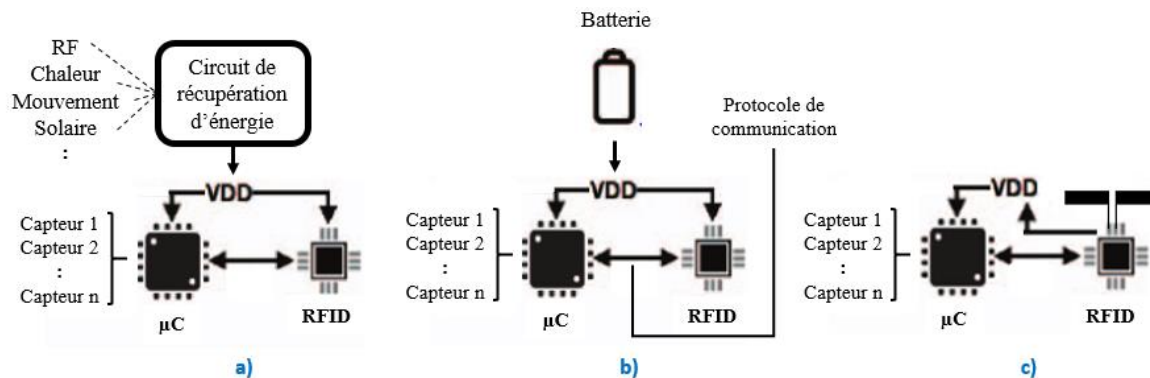 RF
Chaleur
Mouvement
Solaire
:
Circuit de
récupération
d'énergie
VDD
Capteur 1
Capteur 2
:
Capteur n
µC
RFID
a)
Batterie
Protocole de
communication
VDD
Capteur 1
Capteur 2
:
Capteur n
µC
RFID
b)
VDD
Capteur 1
Capteur 2
:
Capteur n
µC
RFID
c)